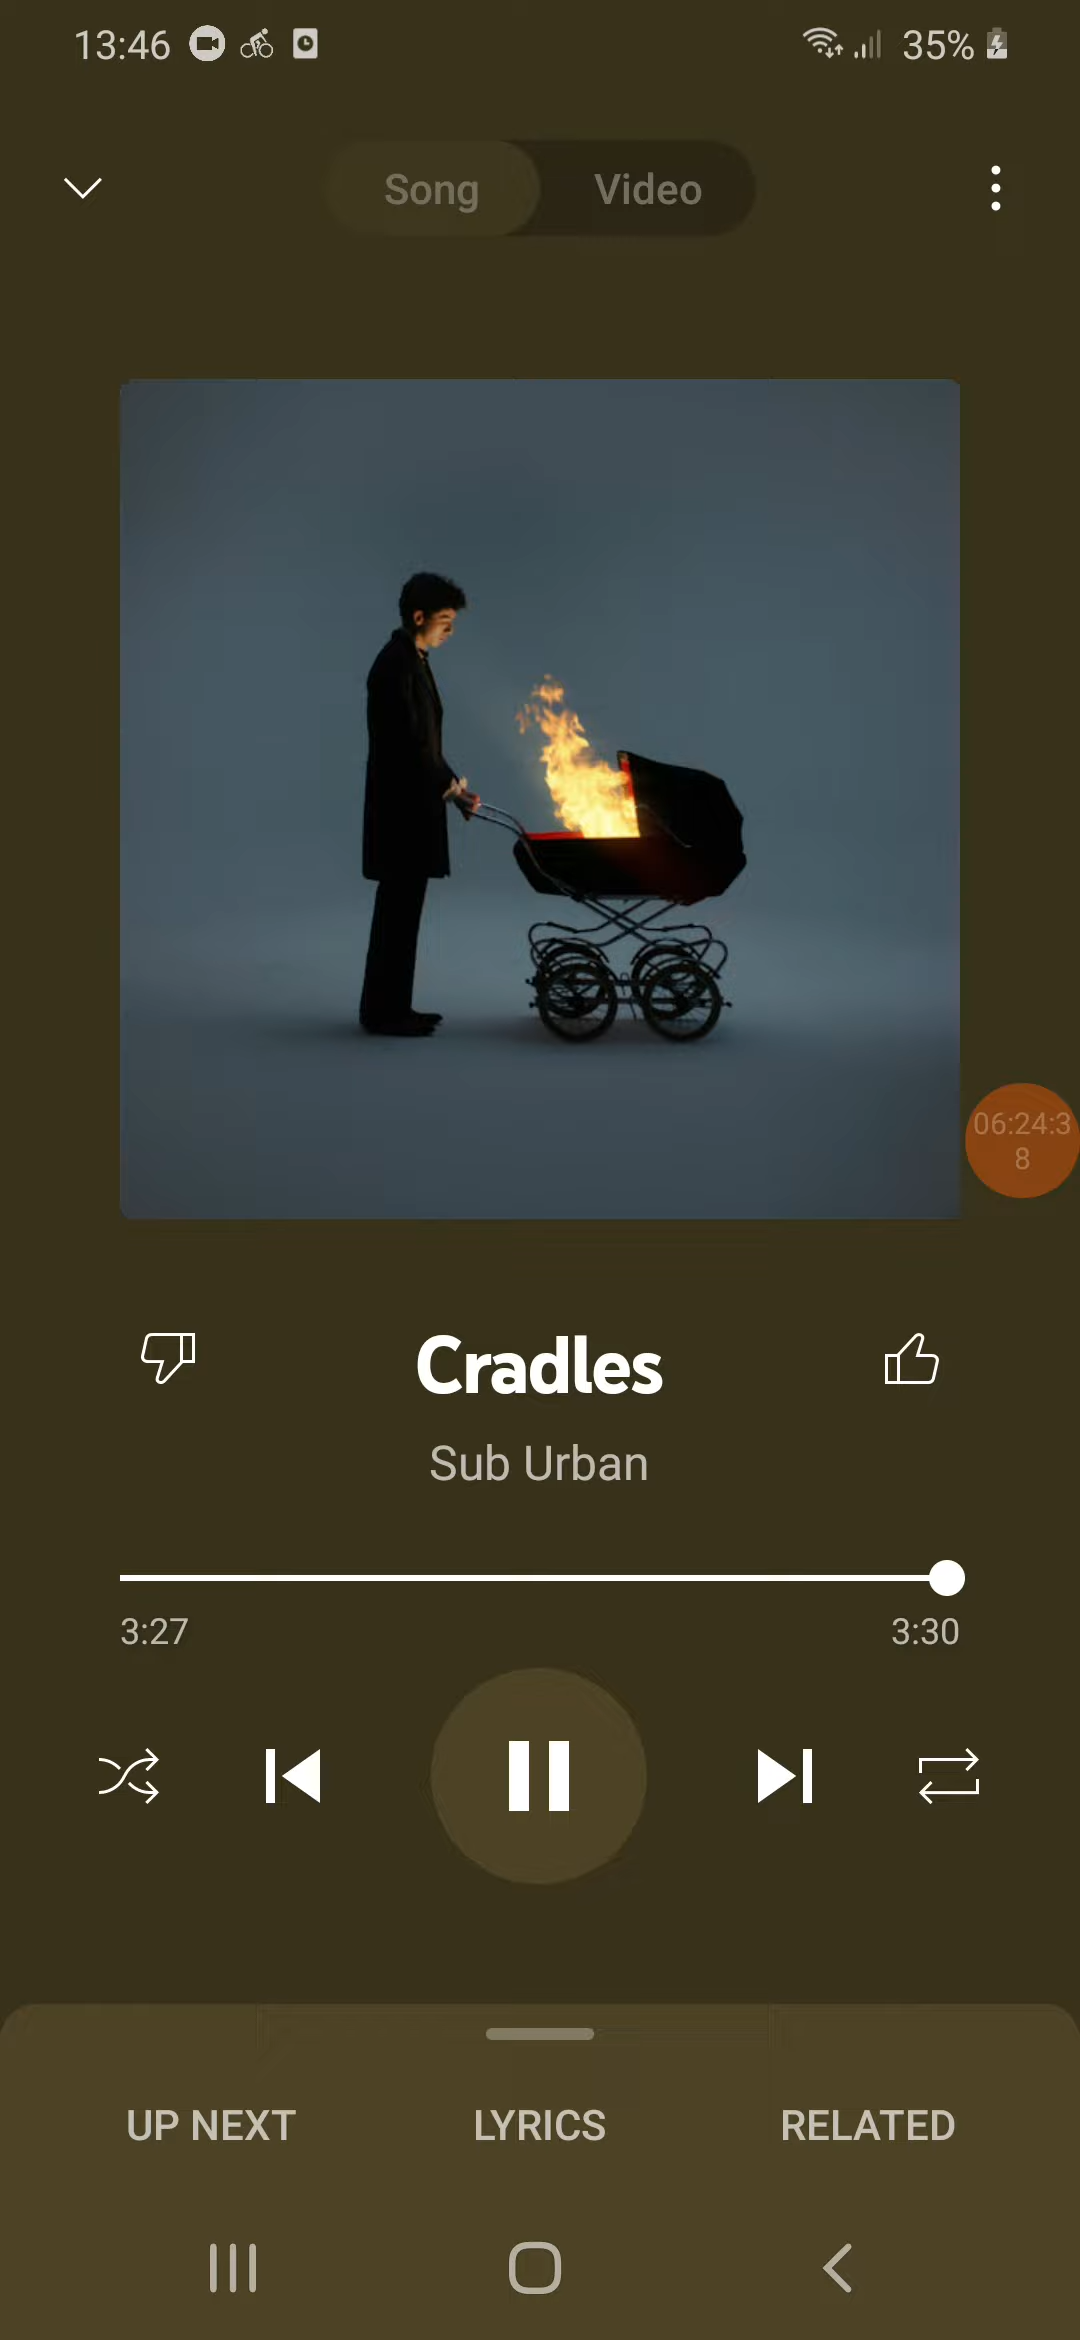 13:46
35%
Song
Video
06:24:3
8
Cradles
Sub Urban
3:27
3:30
UP NEXT
LYRICS
RELATED